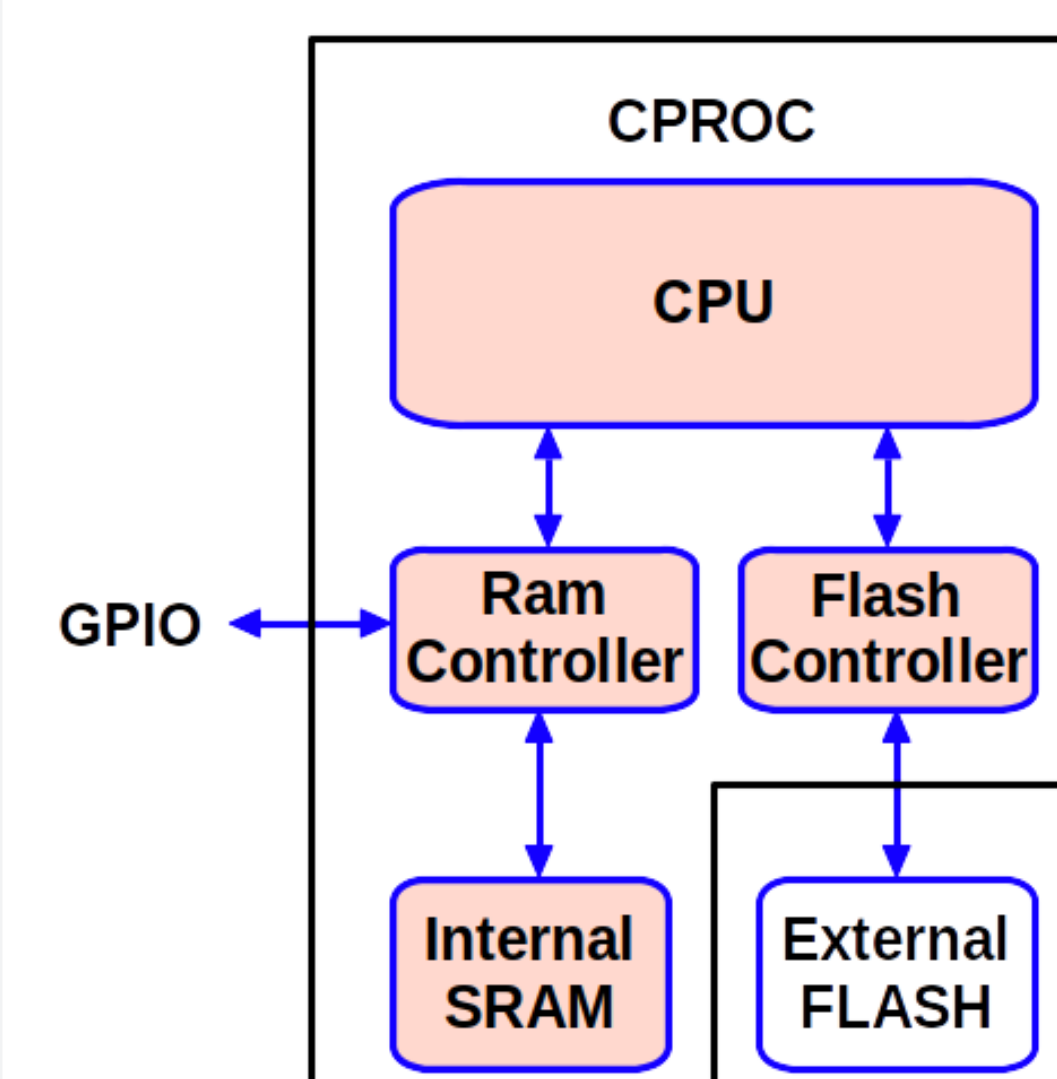 CPROC
CPU
GPIO
Ram
Controller
Flash
Controller
Internal
SRAM
External
FLASH